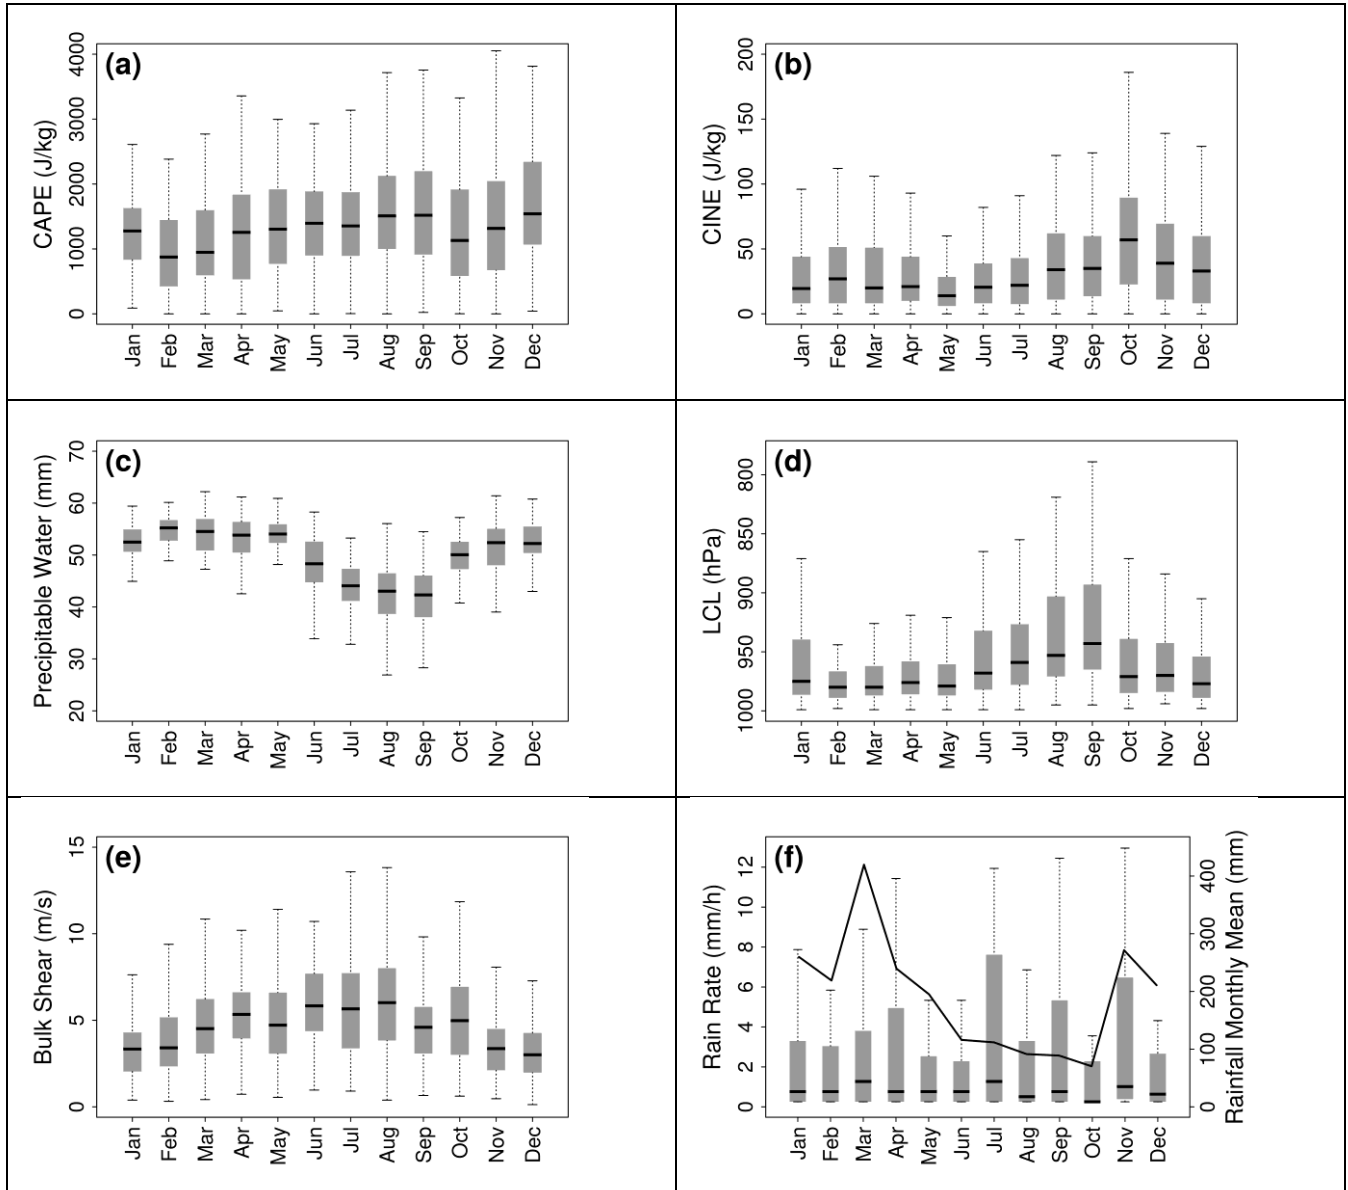 (a)
CAPE (J/kg)
4000
3000
2000
1000
0
Jan Feb Mar Apr May Jun Jul Aug Sep Oct Nov Dec
(b)
CINE (J/kg)
200
150
100
50
0
Jan Feb Mar Apr May Jun Jul Aug Sep Oct Nov Dec
(c)
Precipitable Water (mm)
70
60
50
40
30
20
Jan Feb Mar Apr May Jun Jul Aug Sep Oct Nov Dec
(d)
LCL (hPa)
800
850
900
950
1000
Jan Feb Mar Apr May Jun Jul Aug Sep Oct Nov Dec
(e)
Bulk Shear (m/s)
15
10
5
0
Jan Feb Mar Apr May Jun Jul Aug Sep Oct Nov Dec
(f)
Rain Rate (mm/h)
12
10
8
6
4
2
0
Rainfall Monthly Mean (mm)
400
300
200
100
0
Jan Feb Mar Apr May Jun Jul Aug Sep Oct Nov Dec